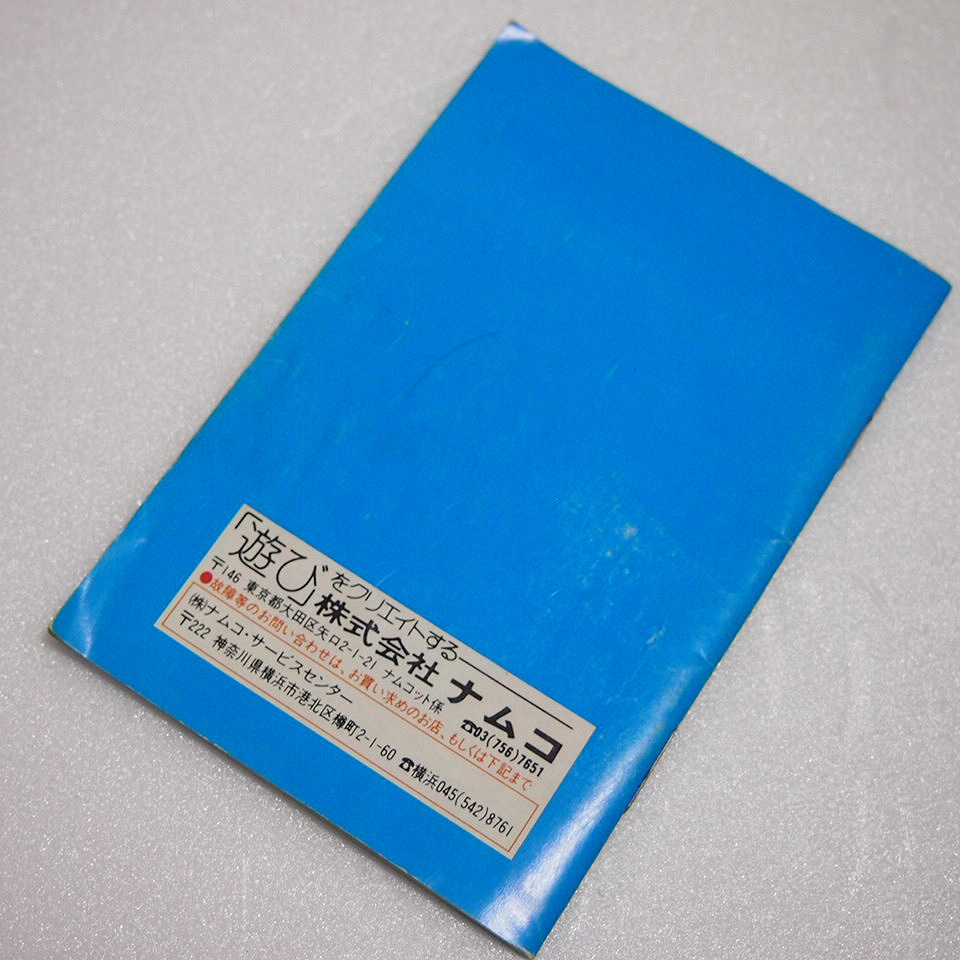 「遊び」をクリエイトする──
株式会社ナムコ
〒146 東京都大田区矢口2-1-21 ナムコット係 ☎03(756)7651
●故障等のお問い合わせは、お買い求めのお店、もしくは下記まで
(株)ナムコ・サービスセンター
〒222 神奈川県横浜市港北区樽町2-1-60 ☎横浜045(542)8761